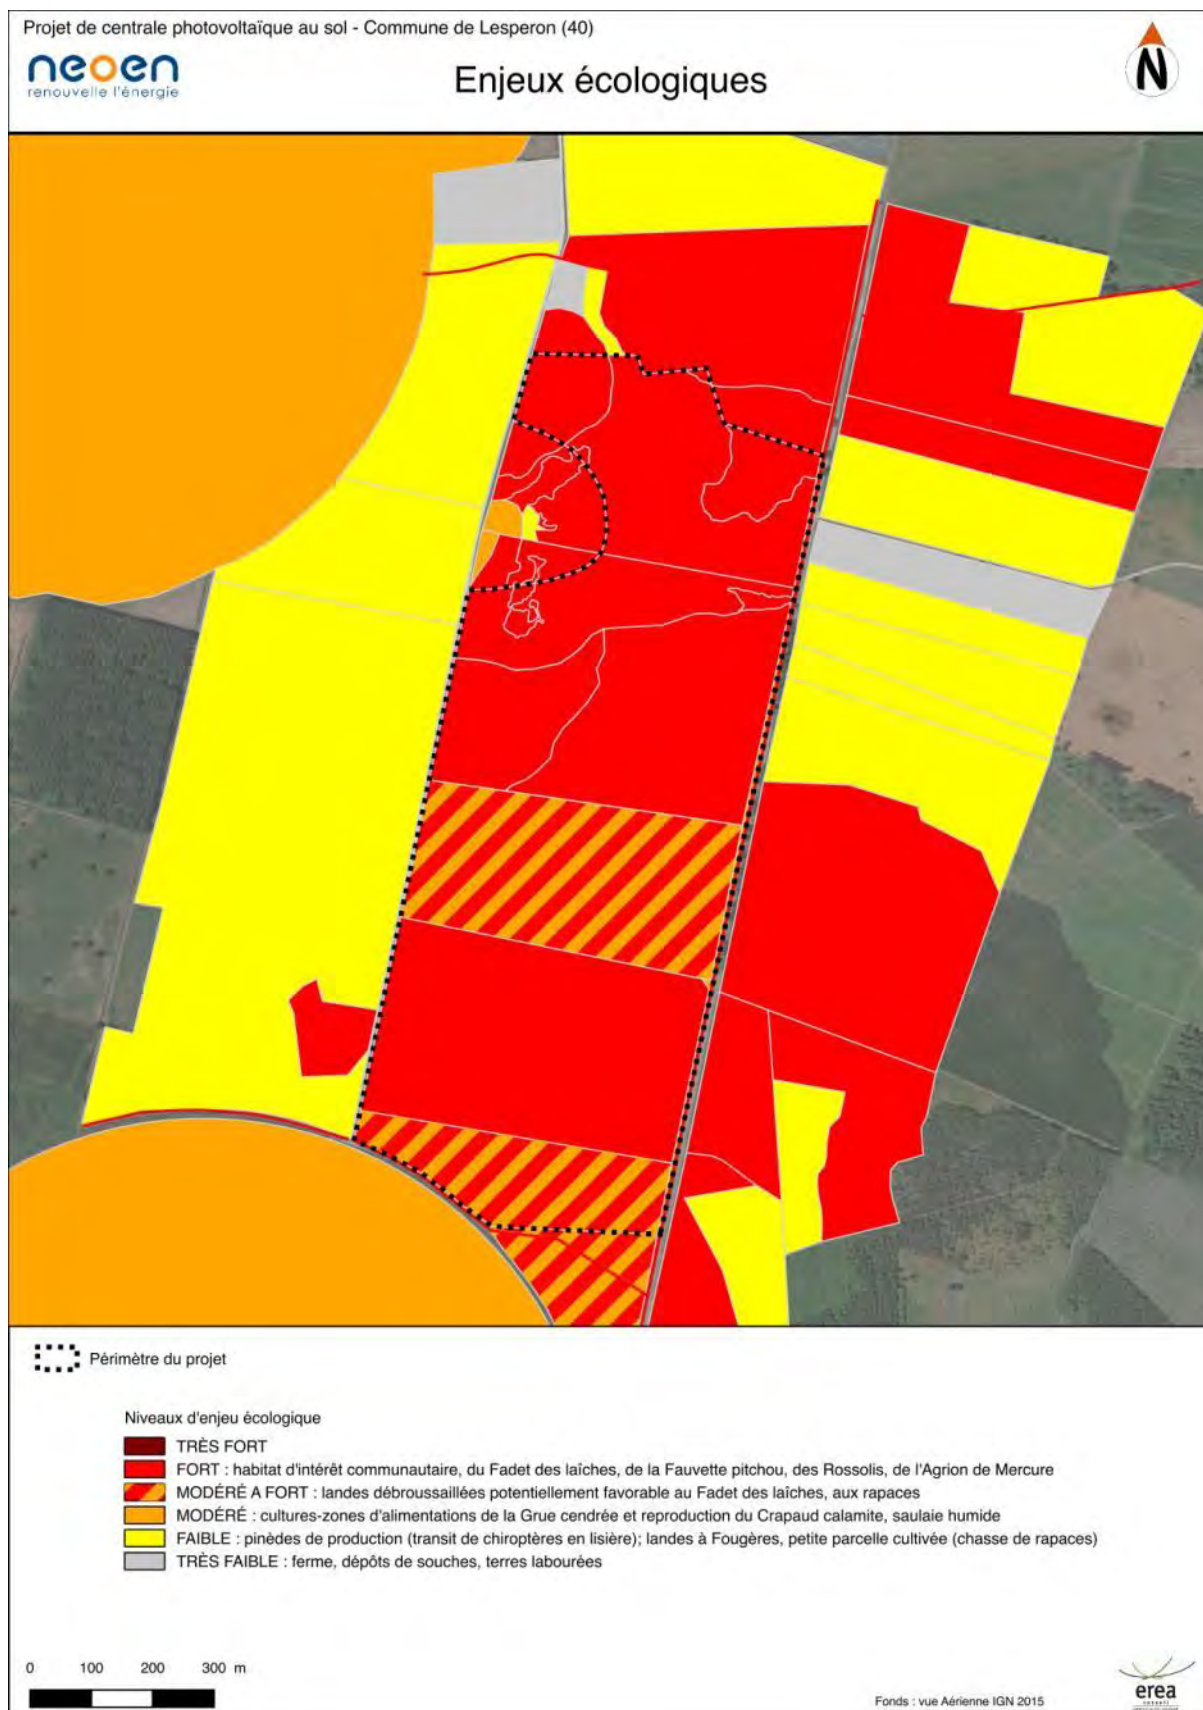 Projet de centrale photovoltaïque au sol - Commune de Lesperon (40)
neoen
renouvelle l'énergie
Enjeux écologiques
N
Périmètre du projet
Niveaux d'enjeu écologique
TRÈS FORT
FORT : habitat d'intérêt communautaire, du Fadet des laîches, de la Fauvette pitchou, des Rossolis, de l'Agrion de Mercure
MODÉRÉ A FORT : landes débroussaillées potentiellement favorable au Fadet des laîches, aux rapaces
MODÉRÉ : cultures-zones d'alimentations de la Grue cendrée et reproduction du Crapaud calamite, saulaie humide
FAIBLE : pinèdes de production (transit de chiroptères en lisière); landes à Fougères, petite parcelle cultivée (chasse de rapaces)
TRÈS FAIBLE : ferme, dépôts de souches, terres labourées
0 100 200 300 m
Fonds : vue Aérienne IGN 2015
erea
conseil